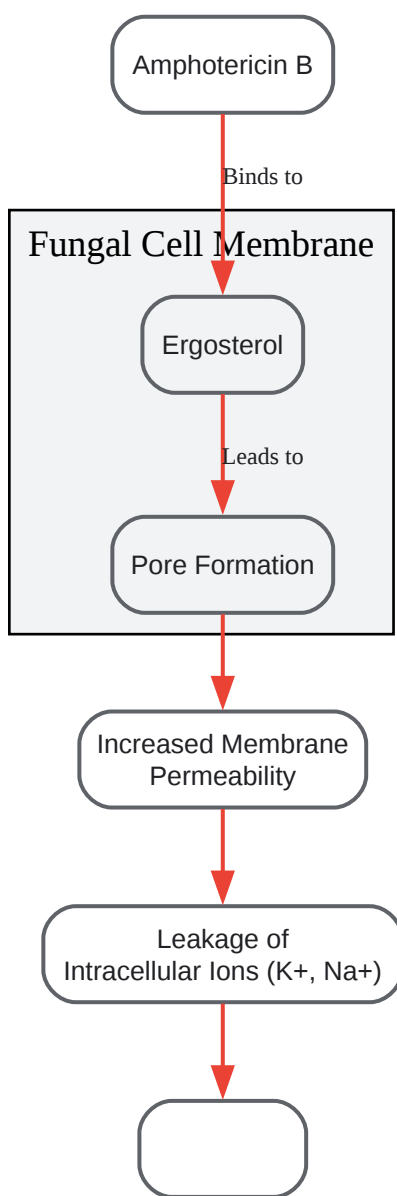 Amphotericin B
Binds to
Fungal Cell Membrane
Ergosterol
Leads to
Pore Formation
Increased Membrane
Permeability
Leakage of
Intracellular Ions (K+, Na+)